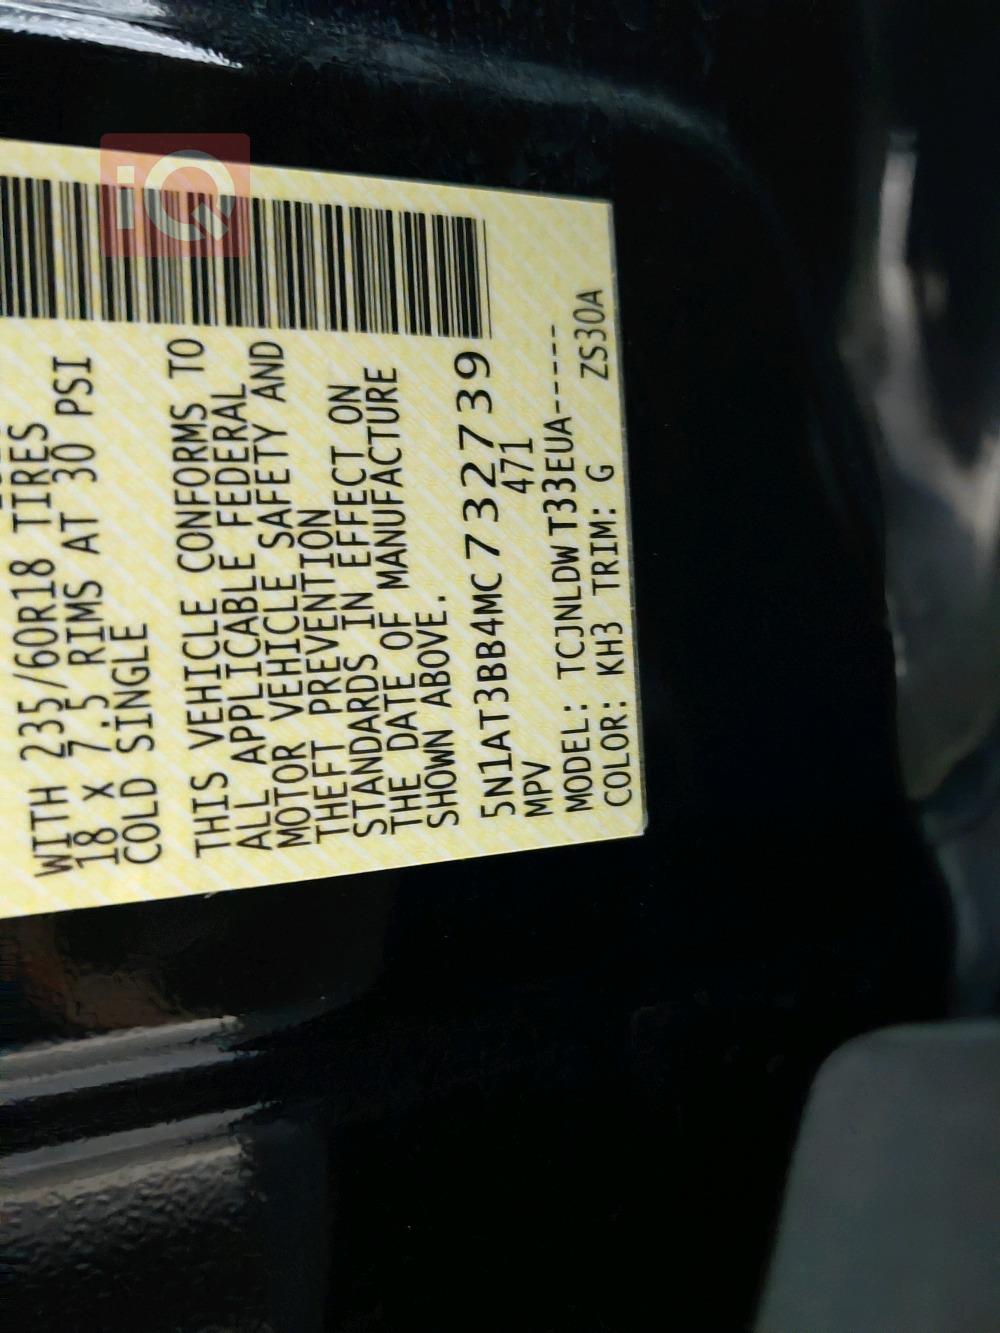 WITH 235/60R18 TIRES
18 X 7.5 RIMS AT 30 PSI
COLD SINGLE
THIS VEHICLE CONFORMS TO
ALL APPLICABLE FEDERAL
MOTOR VEHICLE SAFETY AND
THEFT PREVENTION
STANDARDS IN EFFECT ON
THE DATE OF MANUFACTURE
SHOWN ABOVE.
5N1AT3BB4MC732739
MPV 471
MODEL: TCJNLDWT33EUA-----
COLOR: KH3 TRIM: G ZS30A
iQ